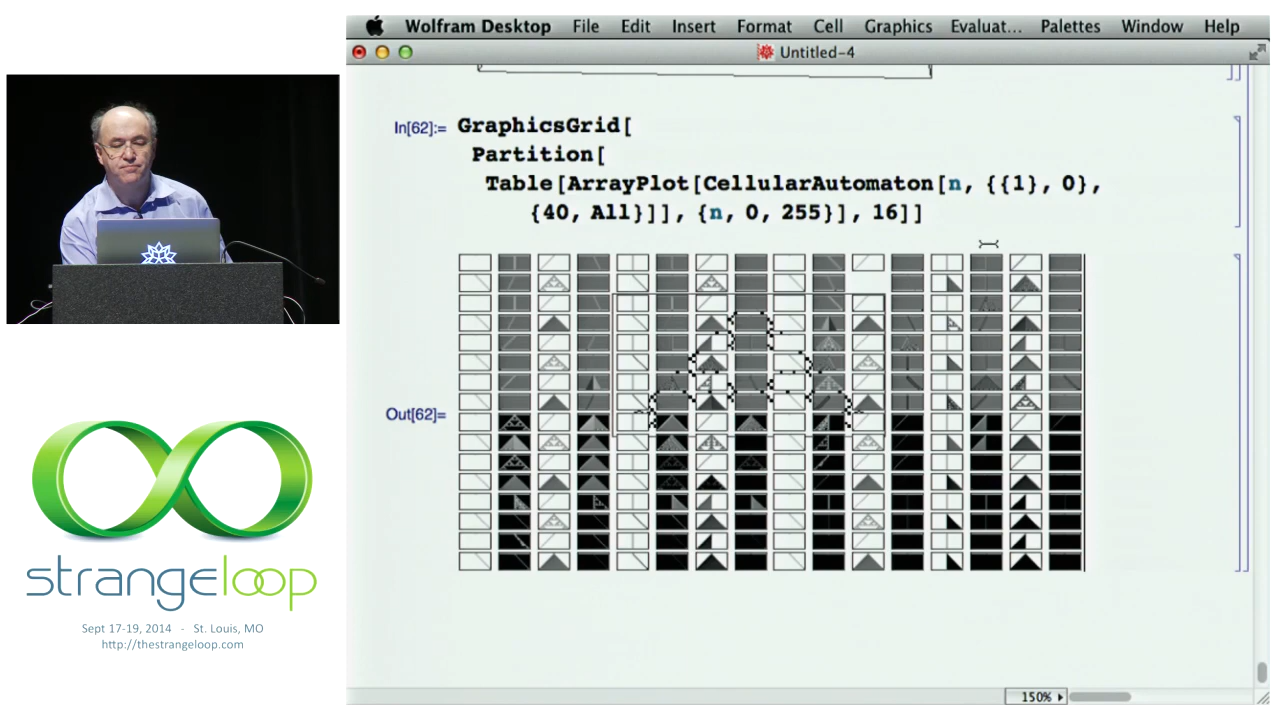 Wolfram Desktop File Edit Insert Format Cell Graphics Evaluat... Palettes Window Help
Untitled-4
In[62]:= GraphicsGrid[
Partition[
Table[ArrayPlot[CellularAutomaton[n, {{1}, 0},
{40, All}]], {n, 0, 255}], 16]]
Out[62]=
strangeloop
Sept 17-19, 2014 - St. Louis, MO
http://thestrangeloop.com
150%